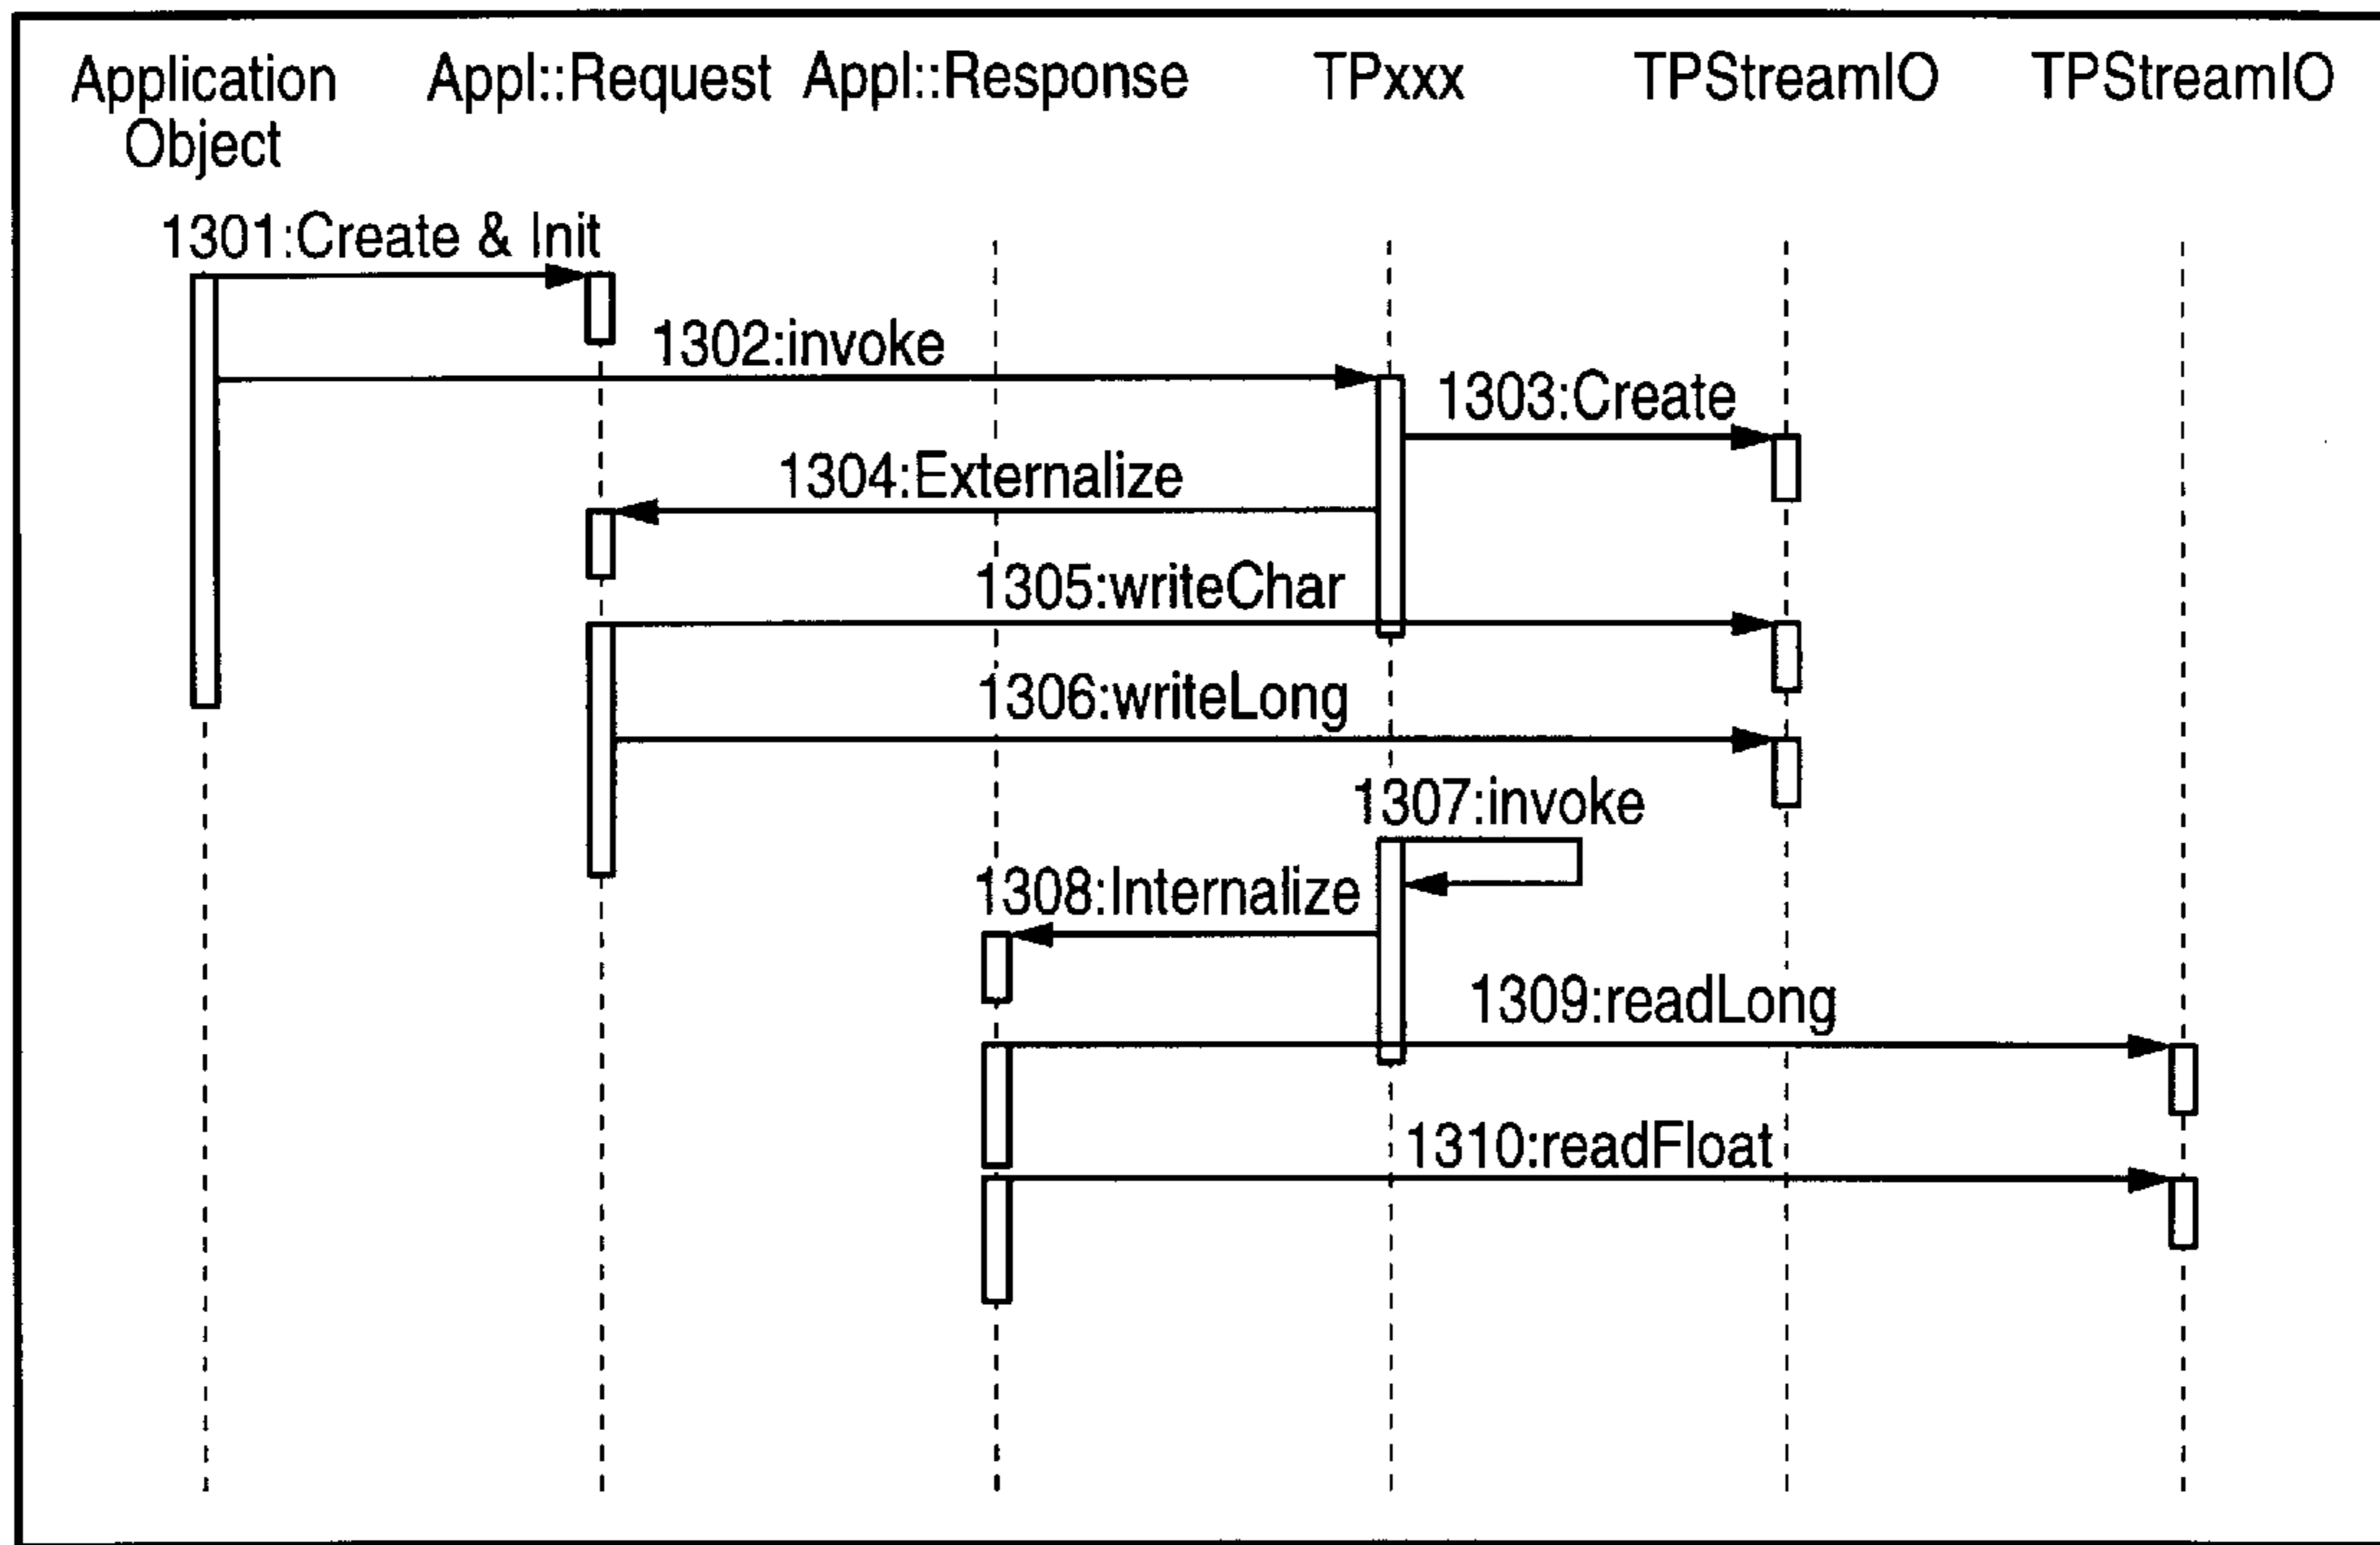 Application
Object
Appl::Request
Appl::Response
TPxxx
TPStreamIO
TPStreamIO
1301:Create & Init
1302:invoke
1303:Create
1304:Externalize
1305:writeChar
1306:writeLong
1307:invoke
1308:Internalize
1309:readLong
1310:readFloat